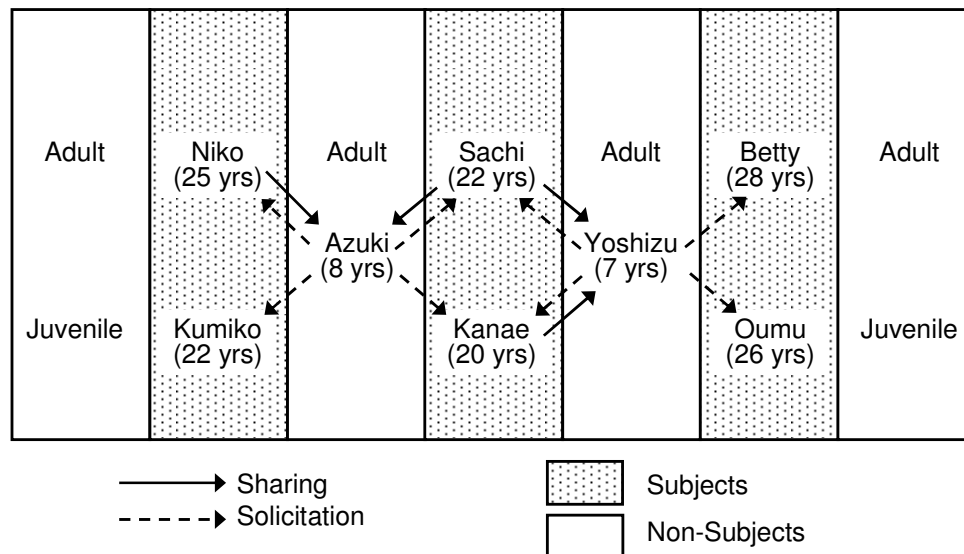 Adult
Niko
(25 yrs)
Adult
Sachi
(22 yrs)
Adult
Betty
(28 yrs)
Adult
Azuki
(8 yrs)
Yoshizu
(7 yrs)
Juvenile
Kumiko
(22 yrs)
Kanae
(20 yrs)
Oumu
(26 yrs)
Juvenile
Sharing
Solicitation
Subjects
Non-Subjects